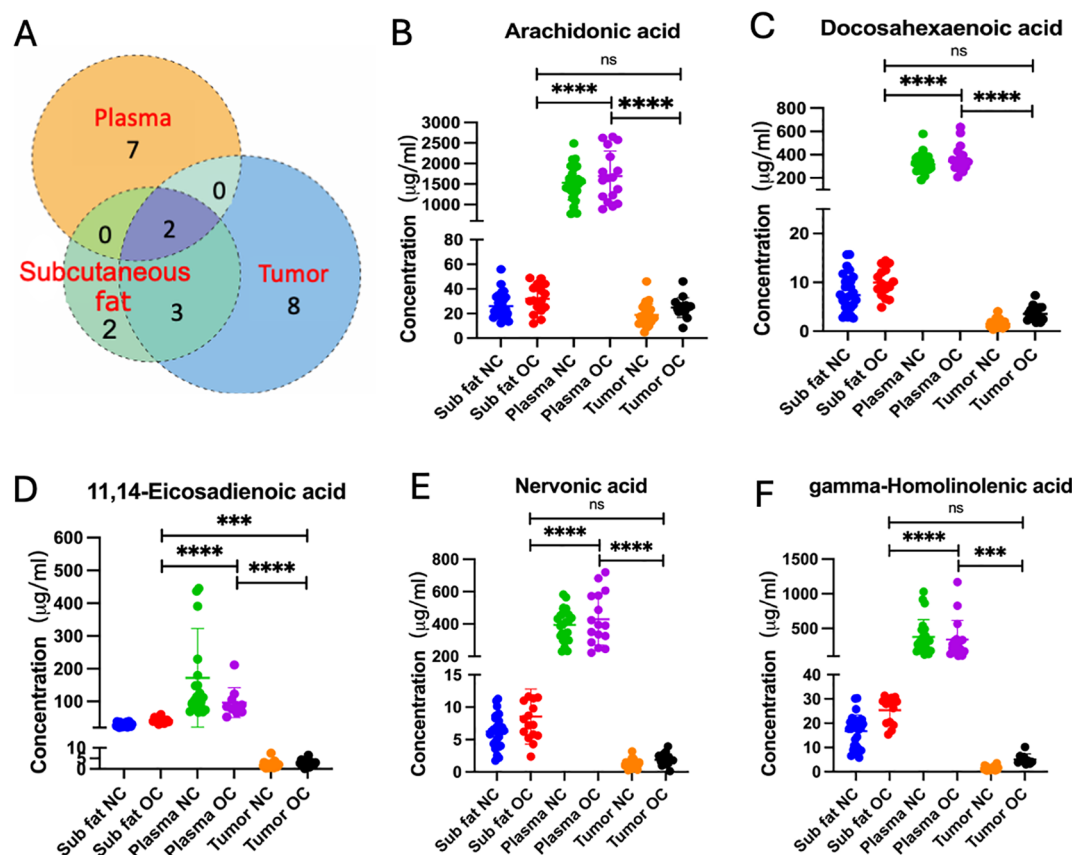 A
Plasma
7
0
0
2
Subcutaneous
fat
Tumor
3
8
2
B
Arachidonic acid
ns
****
****
Concentration (μg/ml)
3000
2500
2000
1500
1000
80
60
40
20
0
Sub fat NC
Sub fat OC
Plasma NC
Plasma OC
Tumor NC
Tumor OC
C
Docosahexaenoic acid
ns
****
****
Concentration (μg/ml)
800
600
400
200
20
10
0
Sub fat NC
Sub fat OC
Plasma NC
Plasma OC
Tumor NC
Tumor OC
D
11,14-Eicosadienoic acid
***
****
****
Concentration (μg/ml)
600
500
400
300
200
100
10
5
0
Sub fat NC
Sub fat OC
Plasma NC
Plasma OC
Tumor NC
Tumor OC
E
Nervonic acid
ns
****
****
Concentration (μg/ml)
800
600
400
200
15
10
5
0
Sub fat NC
Sub fat OC
Plasma NC
Plasma OC
Tumor NC
Tumor OC
F
gamma-Homolinolenic acid
ns
****
***
Concentration (μg/ml)
1500
1000
500
40
30
20
10
0
Sub fat NC
Sub fat OC
Plasma NC
Plasma OC
Tumor NC
Tumor OC